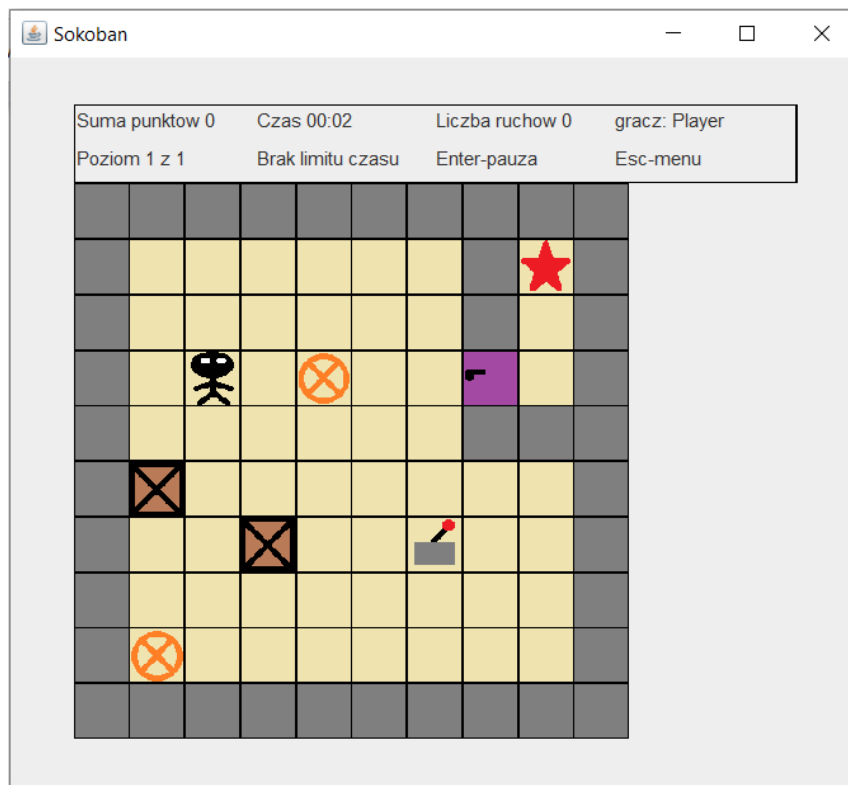 Sokoban
Suma punktow 0 Czas 00:02 Liczba ruchow 0 gracz: Player
Poziom 1 z 1 Brak limitu czasu Enter-pauza Esc-menu